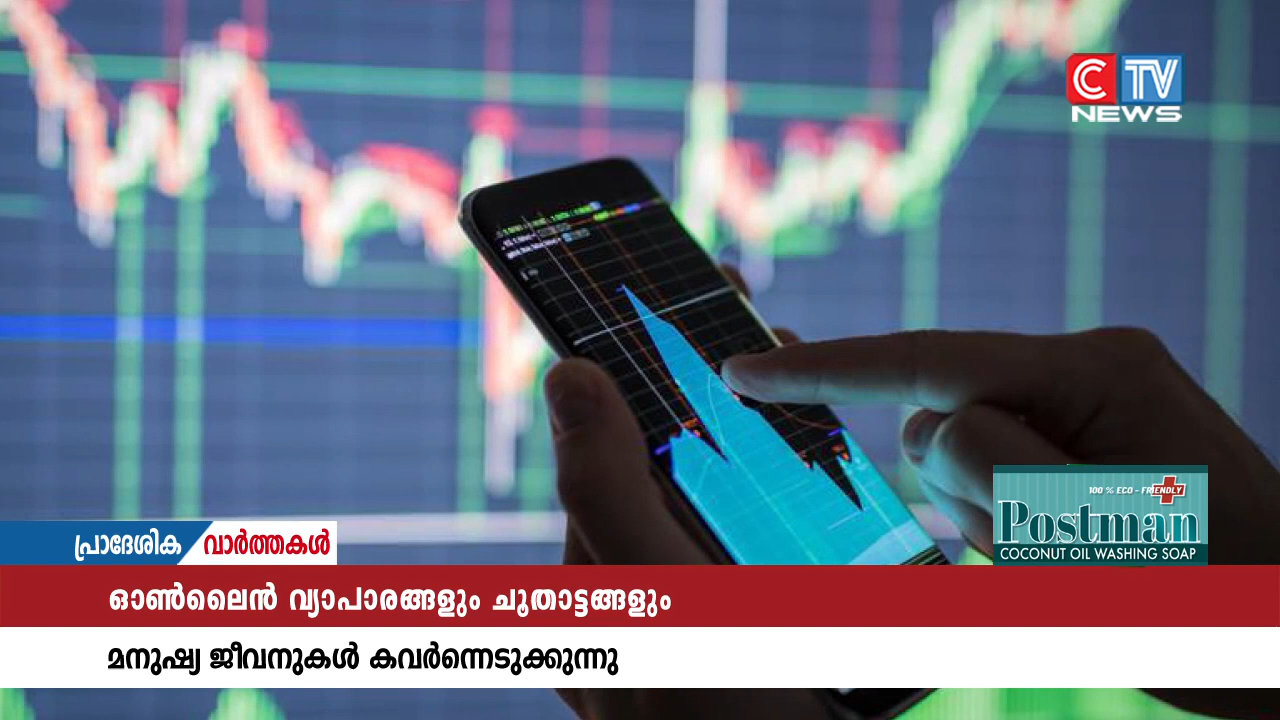 C TV
NEWS
100 % ECO - FRIENDLY
Postman
COCONUT OIL WASHING SOAP
പ്രാദേശിക വാർത്തകൾ
ഓൺലൈൻ വ്യാപാരങ്ങളും ചൂതാട്ടങ്ങളും
മനുഷ്യ ജീവനുകൾ കവർന്നെടുക്കുന്നു